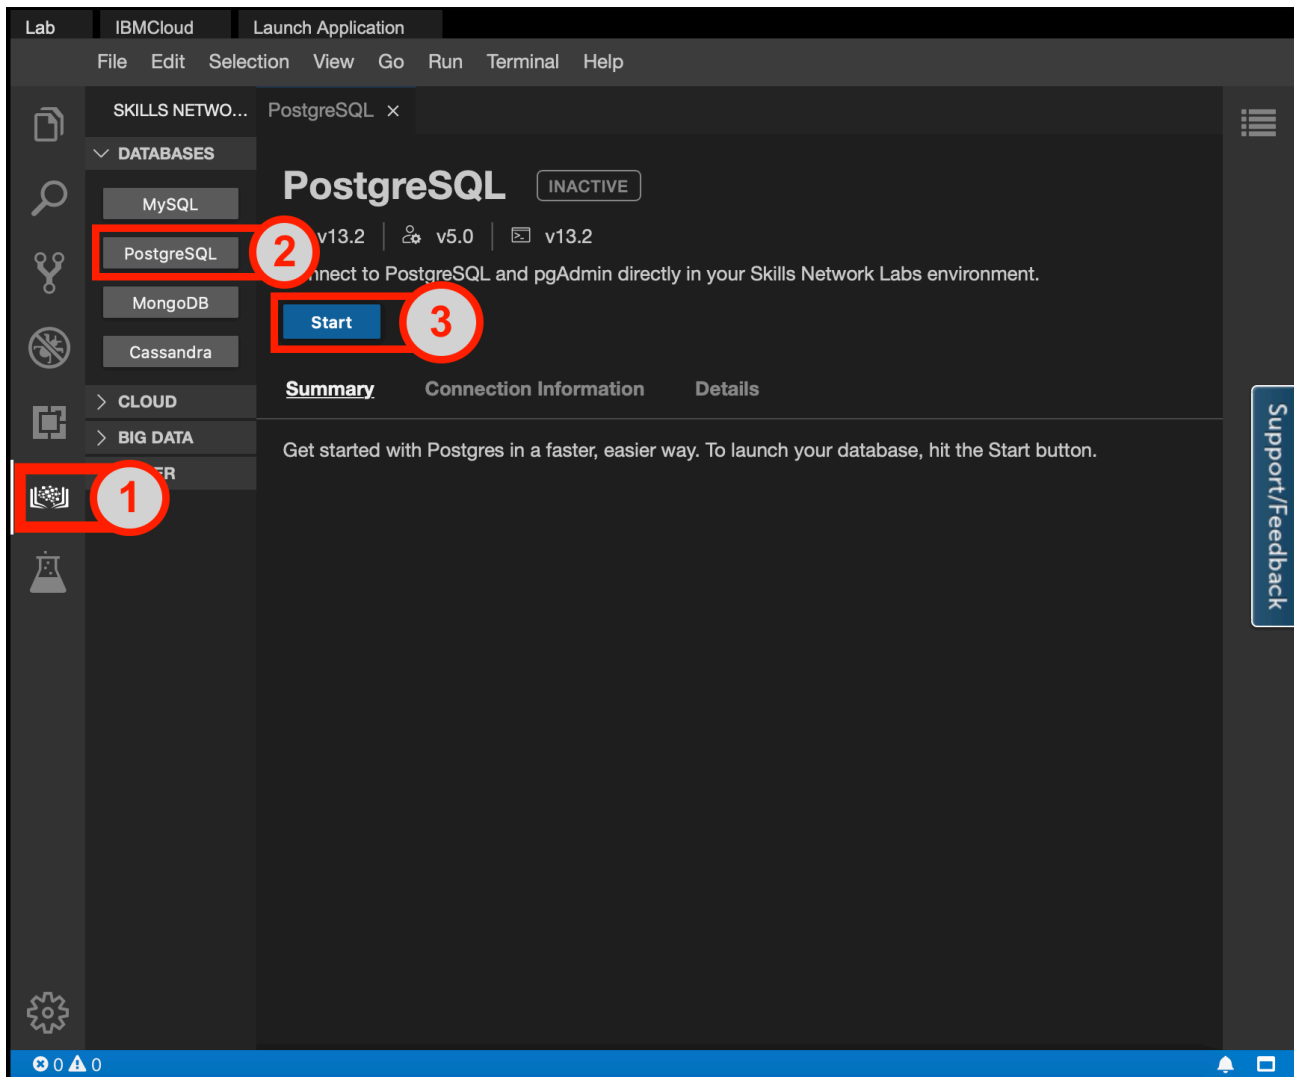 Lab IBMCloud Launch Application
File Edit Selection View Go Run Terminal Help
SKILLS NETWO... PostgreSQL ×
DATABASES
MySQL
PostgreSQL
MongoDB
Cassandra
CLOUD
BIG DATA
PostgreSQL INACTIVE
v13.2 v5.0 v13.2
to PostgreSQL and pgAdmin directly in your Skills Network Labs environment.
Start
Summary Connection Information Details
Get started with Postgres in a faster, easier way. To launch your database, hit the Start button.
1
2
3
Support/Feedback
0 0